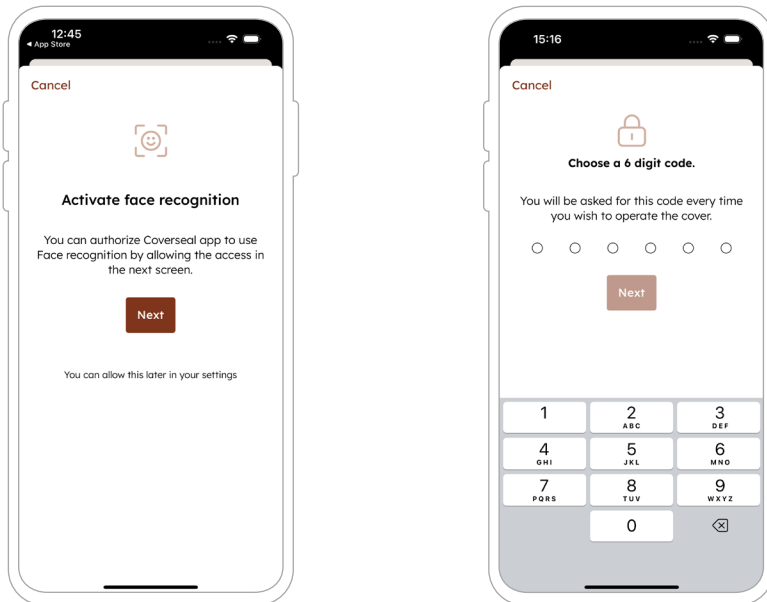 12:45
◀ App Store
Cancel
Activate face recognition
You can authorize Coverseal app to use
Face recognition by allowing the access in
the next screen.
Next
You can allow this later in your settings
15:16
Cancel
Choose a 6 digit code.
You will be asked for this code every time
you wish to operate the cover.
Next
1 2 3
ABC DEF
4 5 6
GHI JKL MNO
7 8 9
PQRS TUV WXYZ
0